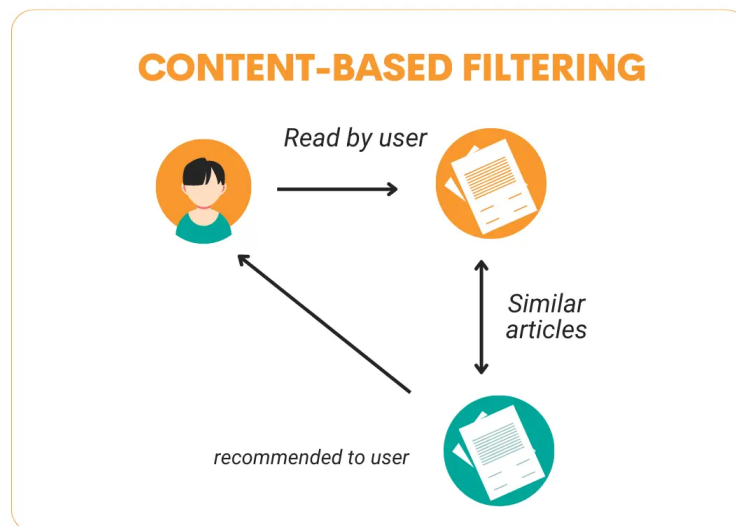 CONTENT-BASED FILTERING
Read by user
Similar
articles
recommended to user